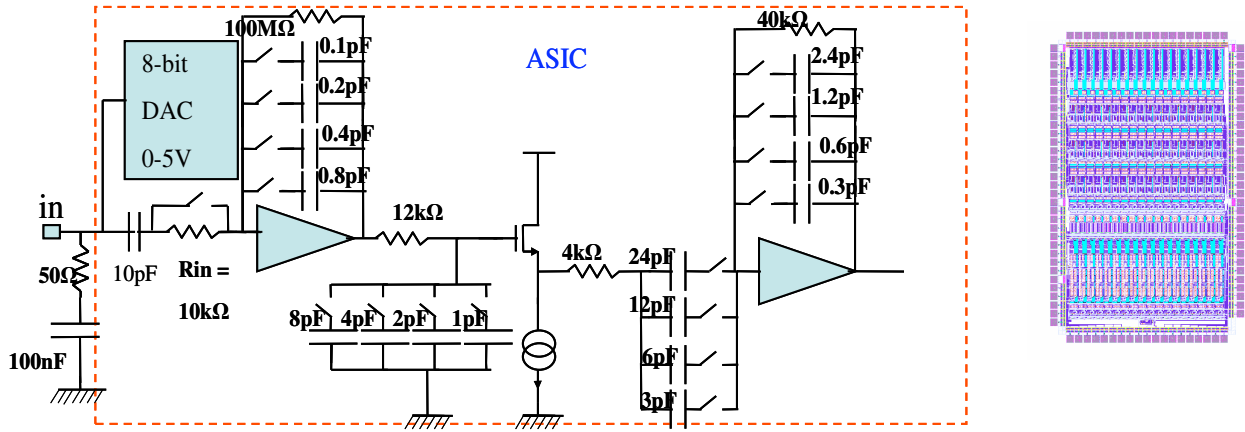 100MΩ
40kΩ
8-bit
DAC
0-5V
0.1pF
0.2pF
0.4pF
0.8pF
ASIC
2.4pF
1.2pF
0.6pF
0.3pF
in
50Ω
100nF
10pF
Rin =
10kΩ
12kΩ
8pF
4pF
2pF
1pF
4kΩ
24pF
12pF
6pF
3pF